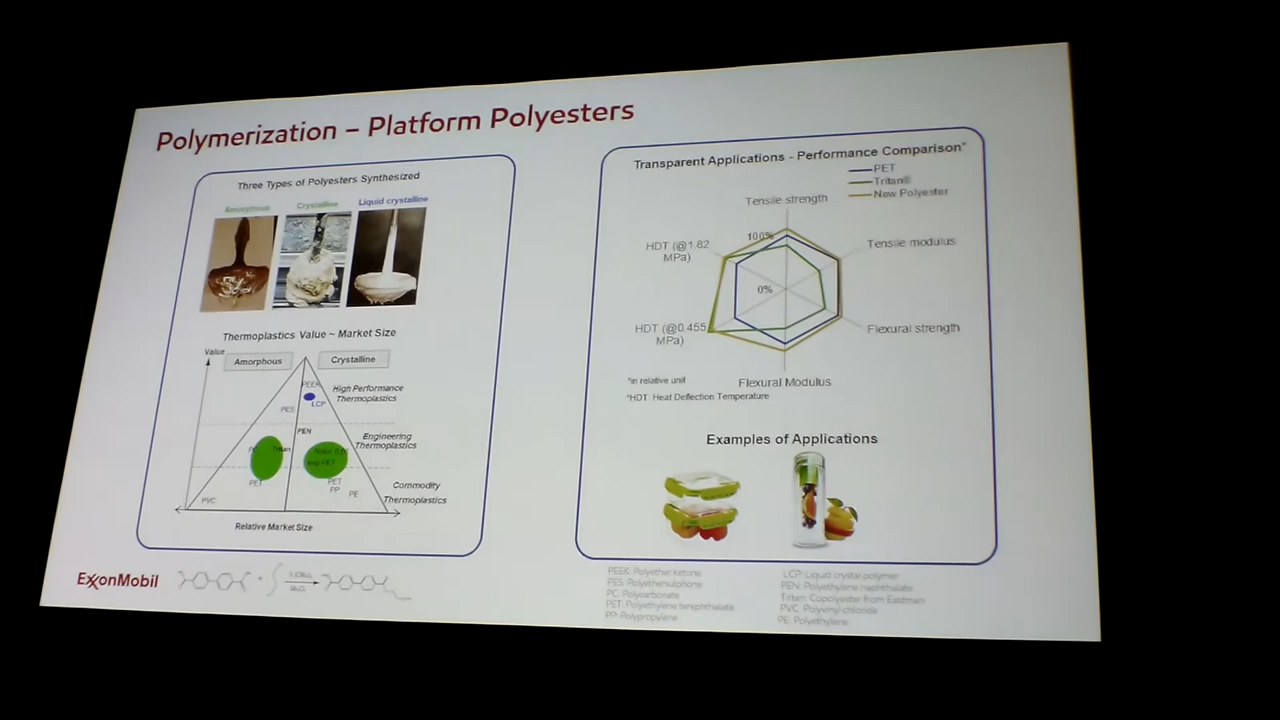 Polymerization – Platform Polyesters
Three Types of Polyesters Synthesized
Amorphous
Crystalline
Liquid crystalline
Thermoplastics Value ~ Market Size
Value
Amorphous
Crystalline
PEEK
LCP
High Performance
Thermoplastics
PES
PEN
Engineering
Thermoplastics
Tritan
PET
PET
PP
PE
PVC
Commodity
Thermoplastics
Relative Market Size
Transparent Applications - Performance Comparison*
PET
Tritan®
New Polyester
Tensile strength
100%
HDT (@1.82
MPa)
Tensile modulus
0%
HDT (@0.455
MPa)
Flexural strength
Flexural Modulus
*in relative unit
*HDT Heat Deflection Temperature
Examples of Applications
ExxonMobil
PEEK: Polyether ketone
PES: Polyethersulphone
PC: Polycarbonate
PET: Polyethylene terephthalate
PP: Polypropylene
LCP: Liquid crystal polymer
PEN: Polyethylene naphthalate
Tritan: Copolyester from Eastman
PVC: Polyvinyl chloride
PE: Polyethylene